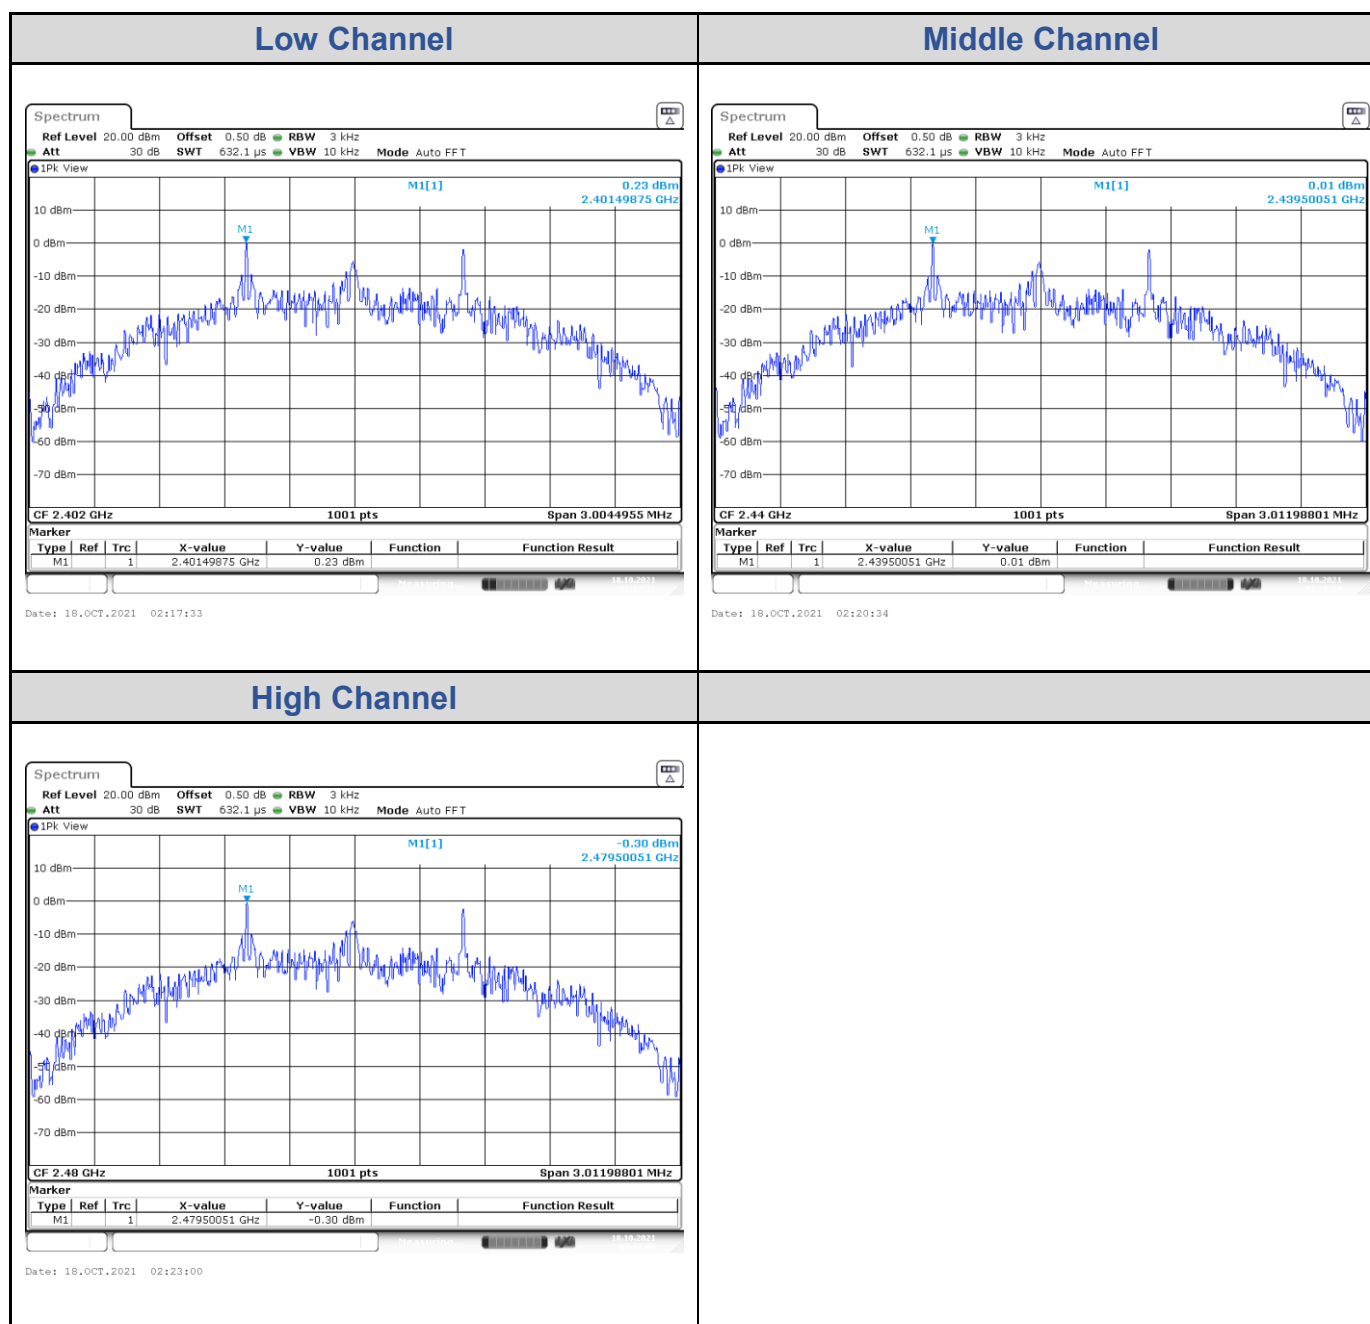 Low Channel
Middle Channel
Spectrum
Ref Level 20.00 dBm Offset 0.50 dB RBW 3 kHz
Att 30 dB SWT 632.1 µs VBW 10 kHz Mode Auto FFT
1Pk View
M1[1] 0.23 dBm
2.40149875 GHz
M1
10 dBm
0 dBm
-10 dBm
-20 dBm
-30 dBm
-40 dBm
-50 dBm
-60 dBm
-70 dBm
CF 2.402 GHz 1001 pts Span 3.0044955 MHz
Marker
Type Ref Trc X-value Y-value Function Function Result
M1 1 2.40149875 GHz 0.23 dBm
Measuring... 18.10.2021
Date: 18.OCT.2021 02:17:33
Spectrum
Ref Level 20.00 dBm Offset 0.50 dB RBW 3 kHz
Att 30 dB SWT 632.1 µs VBW 10 kHz Mode Auto FFT
1Pk View
M1[1] 0.01 dBm
2.43950051 GHz
M1
10 dBm
0 dBm
-10 dBm
-20 dBm
-30 dBm
-40 dBm
-50 dBm
-60 dBm
-70 dBm
CF 2.44 GHz 1001 pts Span 3.01198801 MHz
Marker
Type Ref Trc X-value Y-value Function Function Result
M1 1 2.43950051 GHz 0.01 dBm
Measuring... 18.10.2021
Date: 18.OCT.2021 02:20:34
High Channel
Spectrum
Ref Level 20.00 dBm Offset 0.50 dB RBW 3 kHz
Att 30 dB SWT 632.1 µs VBW 10 kHz Mode Auto FFT
1Pk View
M1[1] -0.30 dBm
2.47950051 GHz
M1
10 dBm
0 dBm
-10 dBm
-20 dBm
-30 dBm
-40 dBm
-50 dBm
-60 dBm
-70 dBm
CF 2.48 GHz 1001 pts Span 3.01198801 MHz
Marker
Type Ref Trc X-value Y-value Function Function Result
M1 1 2.47950051 GHz -0.30 dBm
Measuring... 18.10.2021
Date: 18.OCT.2021 02:23:00